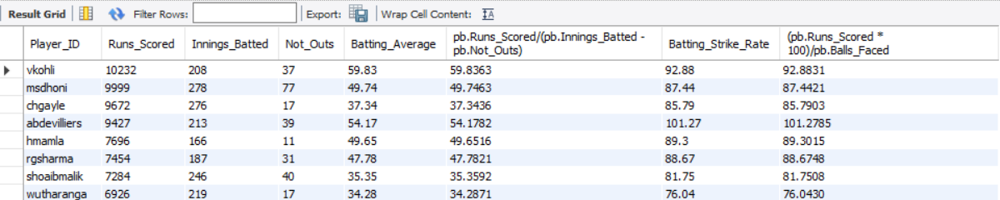 Result Grid Filter Rows: Export: Wrap Cell Content: IA
Player_ID Runs_Scored Innings_Batted Not_Outs Batting_Average pb.Runs_Scored/(pb.Innings_Batted - pb.Not_Outs) Batting_Strike_Rate (pb.Runs_Scored * 100)/pb.Balls_Faced
vkohli 10232 208 37 59.83 59.8363 92.88 92.8831
msdhoni 9999 278 77 49.74 49.7463 87.44 87.4421
chgayle 9672 276 17 37.34 37.3436 85.79 85.7903
abdevilliers 9427 213 39 54.17 54.1782 101.27 101.2785
hmamla 7696 166 11 49.65 49.6516 89.3 89.3015
rgsharma 7454 187 31 47.78 47.7821 88.67 88.6748
shoaibmalik 7284 246 40 35.35 35.3592 81.75 81.7508
wutharanga 6926 219 17 34.28 34.2871 76.04 76.0430